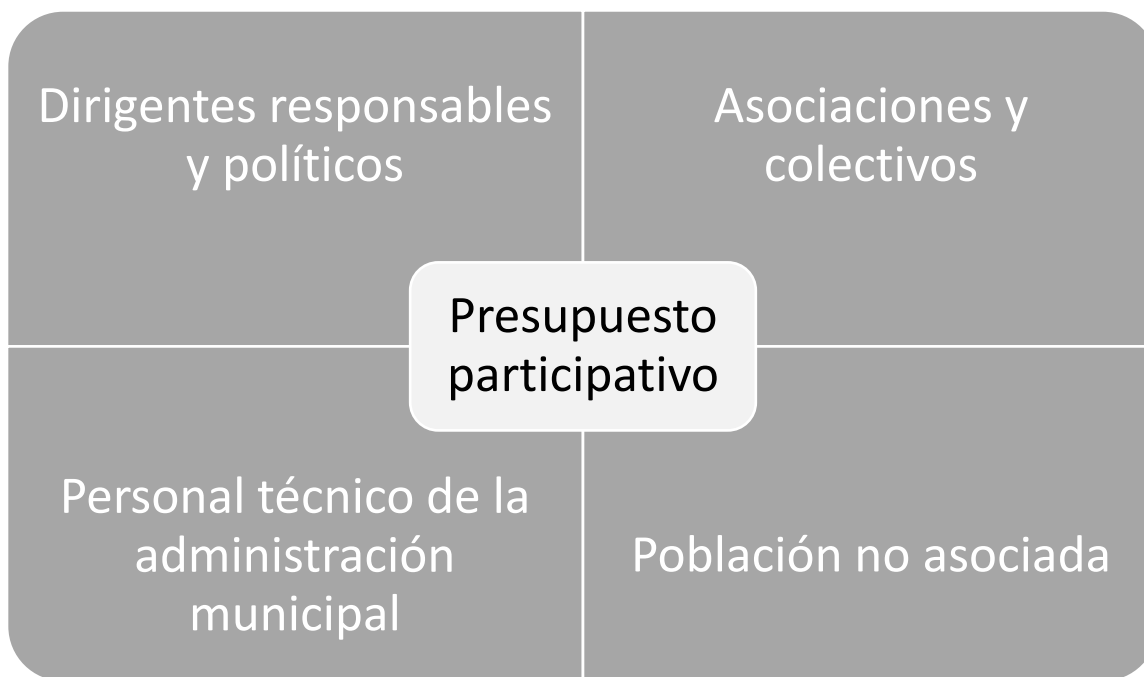 Dirigentes responsables
y políticos
Asociaciones y
colectivos
Presupuesto
participativo
Personal técnico de la
administración
municipal
Población no asociada